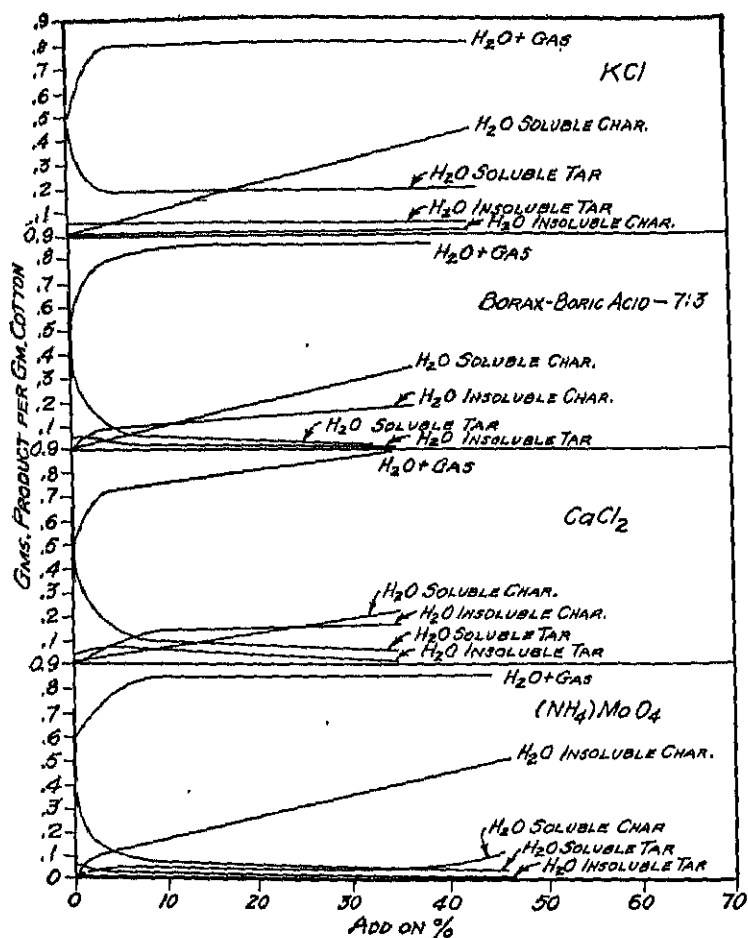 GMS. PRODUCT PER GM. COTTON
.9
.8
.7
.6
.5
.4
.3
.2
.1
H2O + GAS
KCl
H2O SOLUBLE CHAR.
H2O SOLUBLE TAR
H2O INSOLUBLE TAR
H2O INSOLUBLE CHAR.
0.9
.8
.7
.6
.5
.4
.3
.2
.1
H2O + GAS
BORAX-BORIC ACID - 7:3
H2O SOLUBLE CHAR.
H2O INSOLUBLE CHAR.
H2O SOLUBLE TAR
H2O INSOLUBLE TAR
0.9
.8
.7
.6
.5
.4
.3
.2
.1
H2O + GAS
CaCl2
H2O SOLUBLE CHAR.
H2O INSOLUBLE CHAR.
H2O SOLUBLE TAR
H2O INSOLUBLE TAR
0.9
.8
.7
.6
.5
.4
.3
.2
.1
0
H2O + GAS
(NH4)MoO4
H2O INSOLUBLE CHAR.
H2O SOLUBLE CHAR
H2O SOLUBLE TAR
H2O INSOLUBLE TAR
0 10 20 30 40 50 60 70
ADD ON %